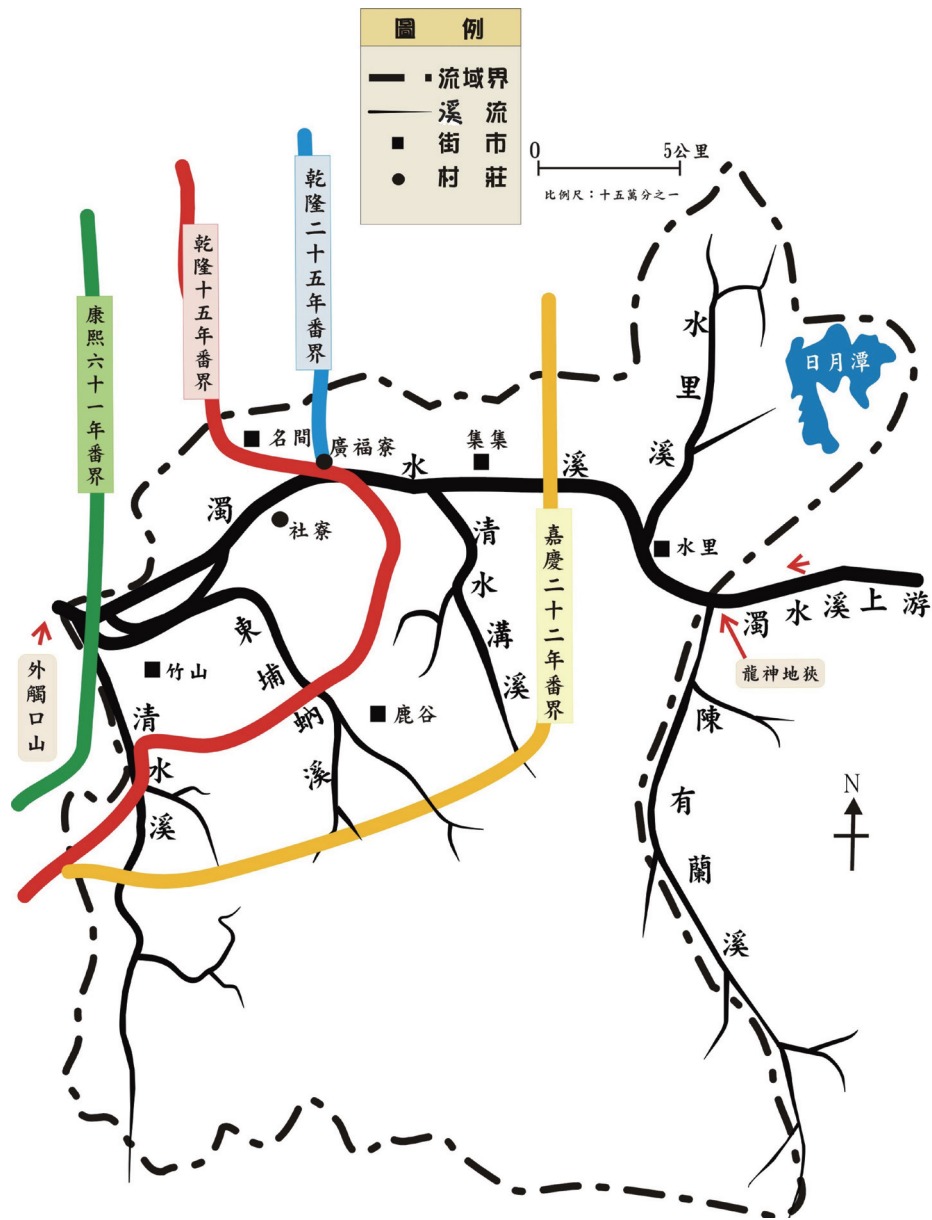 圖 例
流域界
溪 流
街 市
村 莊
0 5公里
比例尺：十五萬分之一
康熙六十一年番界
乾隆十五年番界
乾隆二十五年番界
嘉慶二十二年番界
日月潭
水里溪
名間
廣福寮
集集
濁水溪
社寮
清水溝溪
水里
濁水溪上游
龍神地狹
外觸口山
竹山
東埔蚋溪
鹿谷
清水溪
陳有蘭溪
N